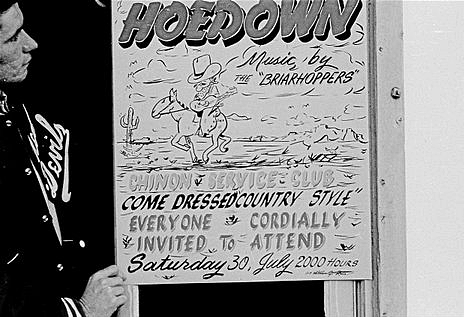 HOEDOWN
Music by
THE "BRIARHOPPERS"
CHINON SERVICE CLUB
COME DRESSED "COUNTRY STYLE"
EVERYONE CORDIALLY
INVITED TO ATTEND
Saturday 30, July 2000 HOURS